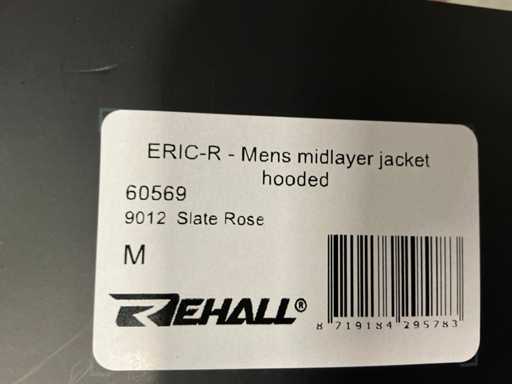 ERIC-R - Mens midlayer jacket
hooded
60569
9012 Slate Rose
M
REHALL®
8 719184 295783